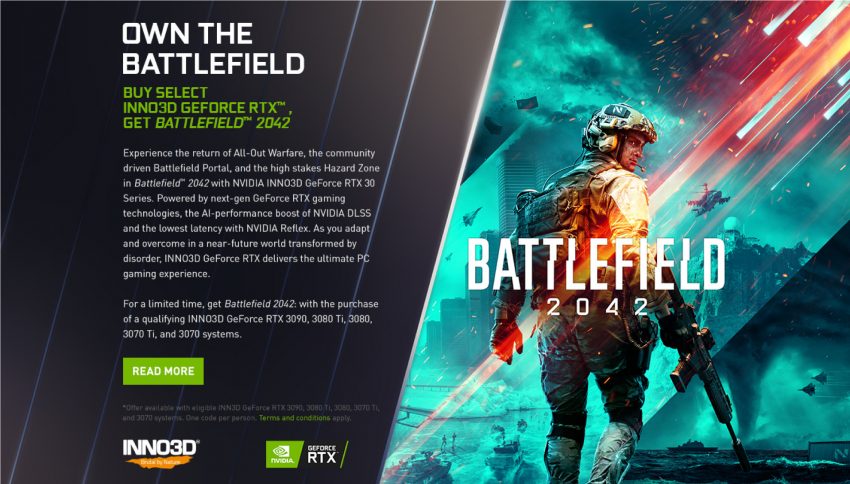 OWN THE
BATTLEFIELD
BUY SELECT
INNO3D GEFORCE RTX™ ,
GET BATTLEFIELD™ 2042
Experience the return of All-Out Warfare, the community
driven Battlefield Portal, and the high stakes Hazard Zone
in Battlefield™ 2042 with NVIDIA INNO3D GeForce RTX 30
Series. Powered by next-gen GeForce RTX gaming
technologies, the AI-performance boost of NVIDIA DLSS
and the lowest latency with NVIDIA Reflex. As you adapt
and overcome in a near-future world transformed by
disorder, INNO3D GeForce RTX delivers the ultimate PC
gaming experience.
For a limited time, get Battlefield 2042: with the purchase
of a qualifying INNO3D GeForce RTX 3090, 3080 Ti, 3080,
3070 Ti, and 3070 systems.
READ MORE
*Offer available with eligible INN3D GeForce RTX 3090, 3080 Ti, 3080, 3070 Ti,
and 3070 systems. One code per person. Terms and conditions apply.
INNO3D®
Brutal by Nature
NVIDIA.
GEFORCE
RTX™
BATTLEFIELD
2042